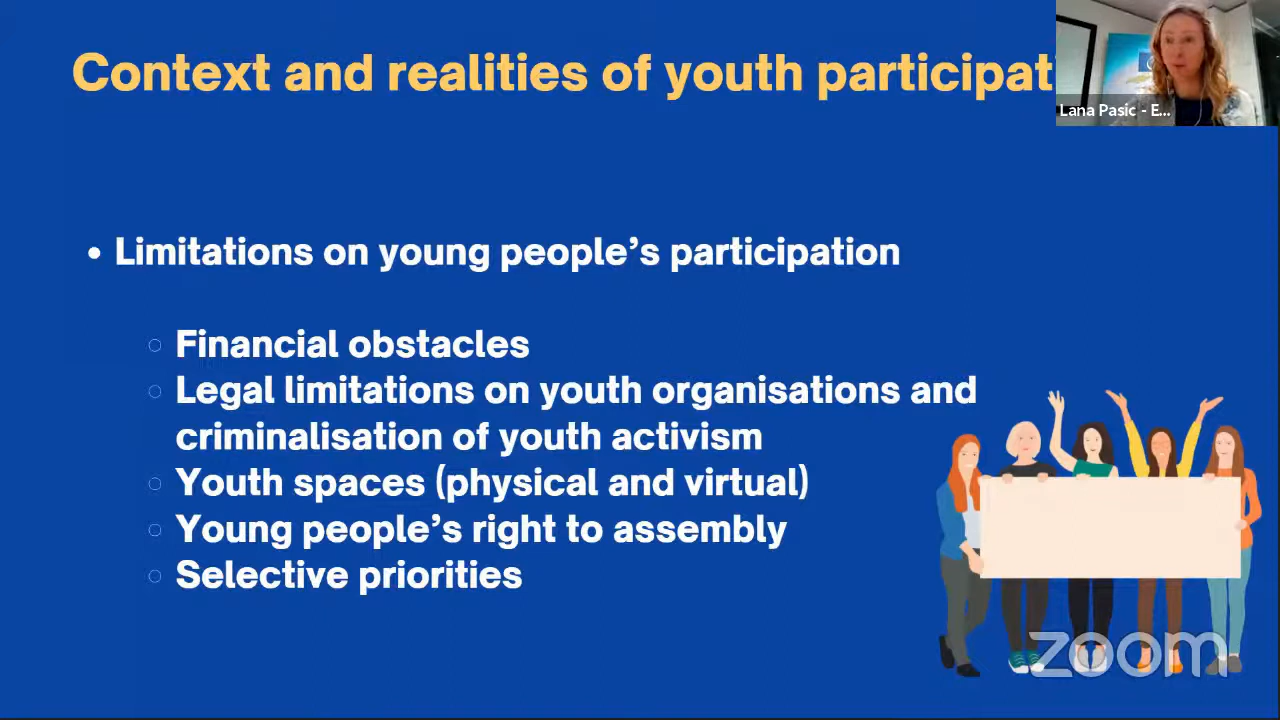 Context and realities of youth participat
Lana Pasic - E...
• Limitations on young people's participation
○ Financial obstacles
○ Legal limitations on youth organisations and
criminalisation of youth activism
○ Youth spaces (physical and virtual)
○ Young people's right to assembly
○ Selective priorities
zoom